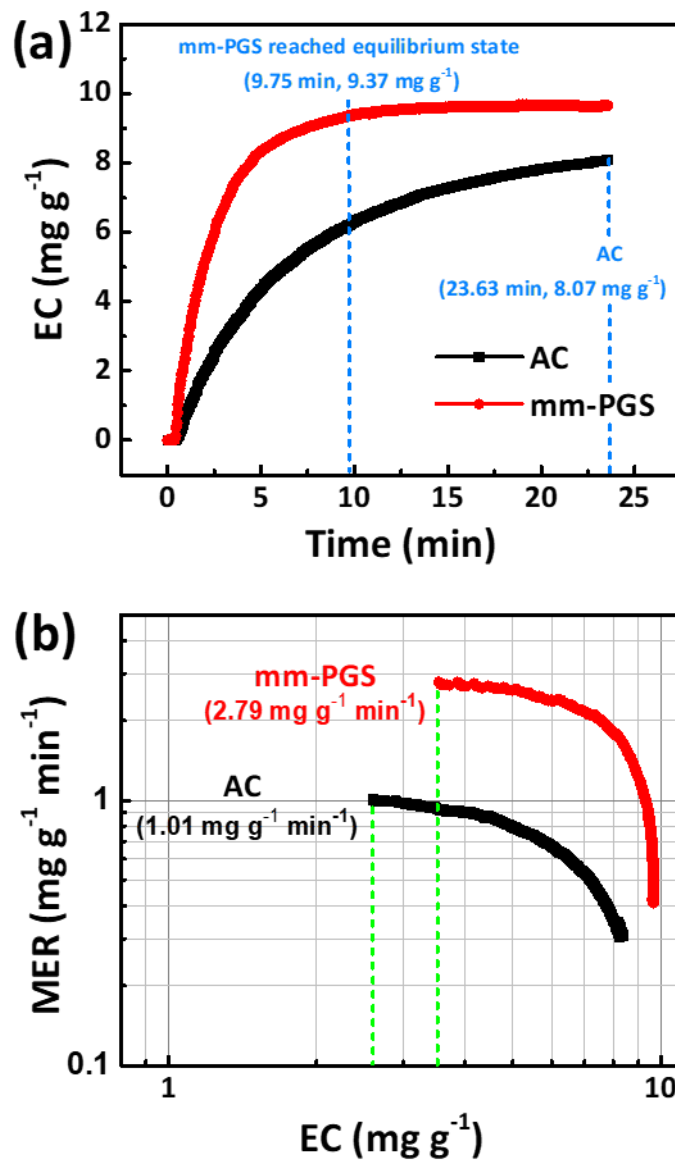 (a)
mm-PGS reached equilibrium state
(9.75 min, 9.37 mg g⁻¹)
12
10
8
6
4
2
0
EC (mg g⁻¹)
AC
(23.63 min, 8.07 mg g⁻¹)
AC
mm-PGS
0 5 10 15 20 25
Time (min)
(b)
mm-PGS
(2.79 mg g⁻¹ min⁻¹)
AC
(1.01 mg g⁻¹ min⁻¹)
1
0.1
MER (mg g⁻¹ min⁻¹)
1 10
EC (mg g⁻¹)